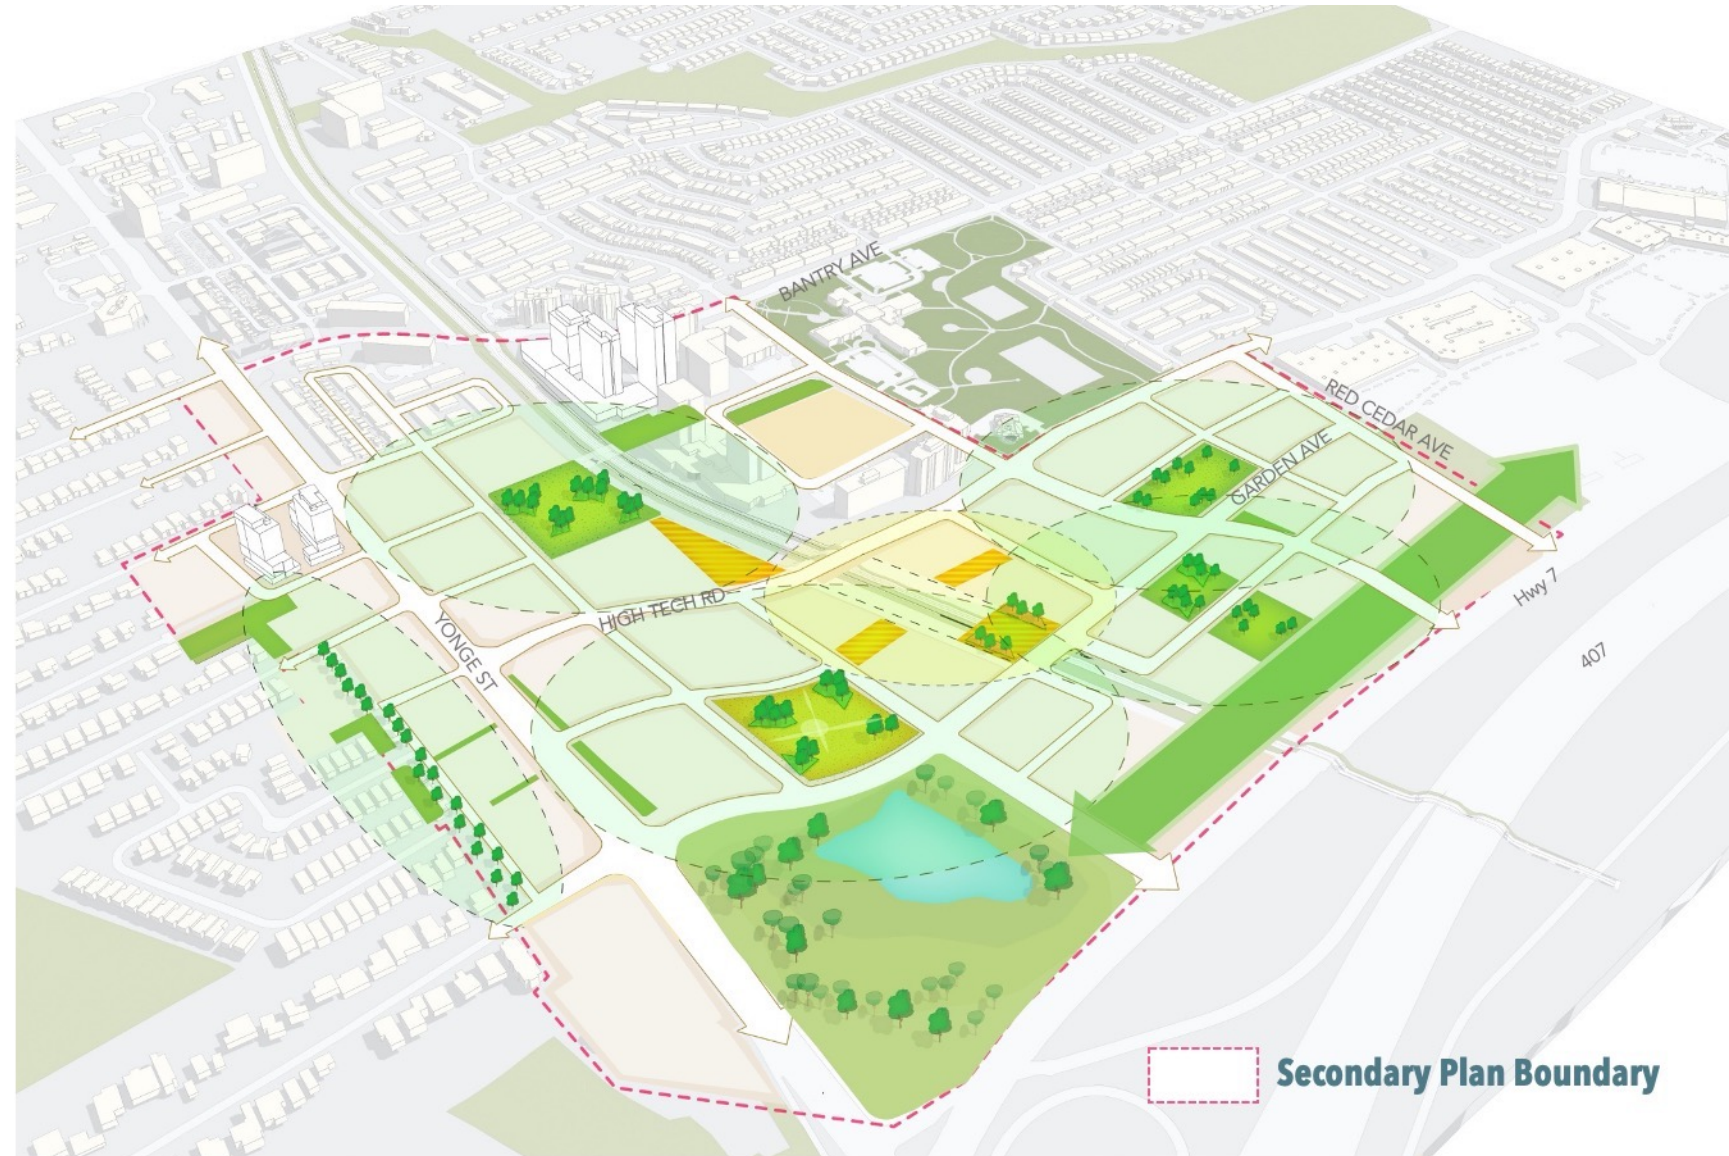 BANTRY AVE
RED CEDAR AVE
GARDEN AVE
HIGH TECH RD
Hwy 7
YONGE ST
407
Secondary Plan Boundary